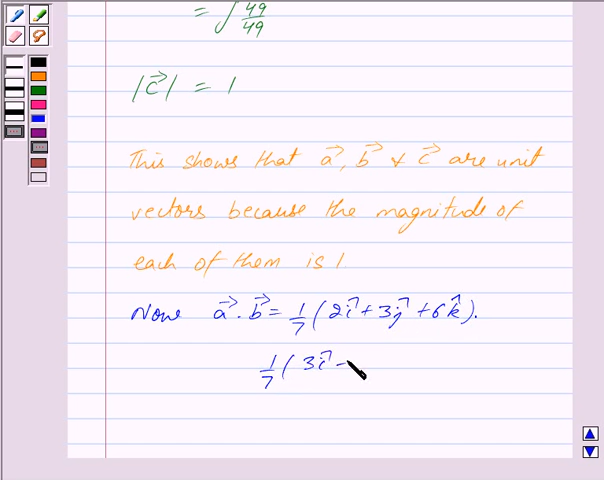 = √49/49
|c⃗| = 1
This shows that a⃗, b⃗ & c⃗ are unit
vectors because the magnitude of
each of them is 1
Now a⃗ . b⃗ = 1/7 ( 2î + 3ĵ + 6k̂ ).
1/7 ( 3î -